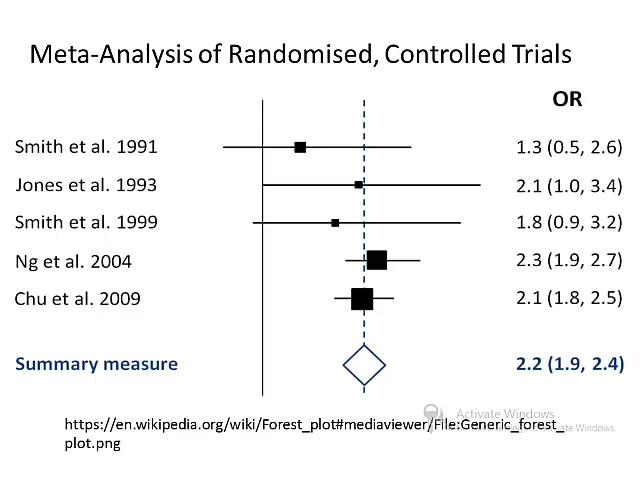 Meta-Analysis of Randomised, Controlled Trials
OR
Smith et al. 1991 1.3 (0.5, 2.6)
Jones et al. 1993 2.1 (1.0, 3.4)
Smith et al. 1999 1.8 (0.9, 3.2)
Ng et al. 2004 2.3 (1.9, 2.7)
Chu et al. 2009 2.1 (1.8, 2.5)
Summary measure 2.2 (1.9, 2.4)
Activate Windows
https://en.wikipedia.org/wiki/Forest_plot#mediaviewer/File:Generic_forest_
plot.png
Activate Windows.